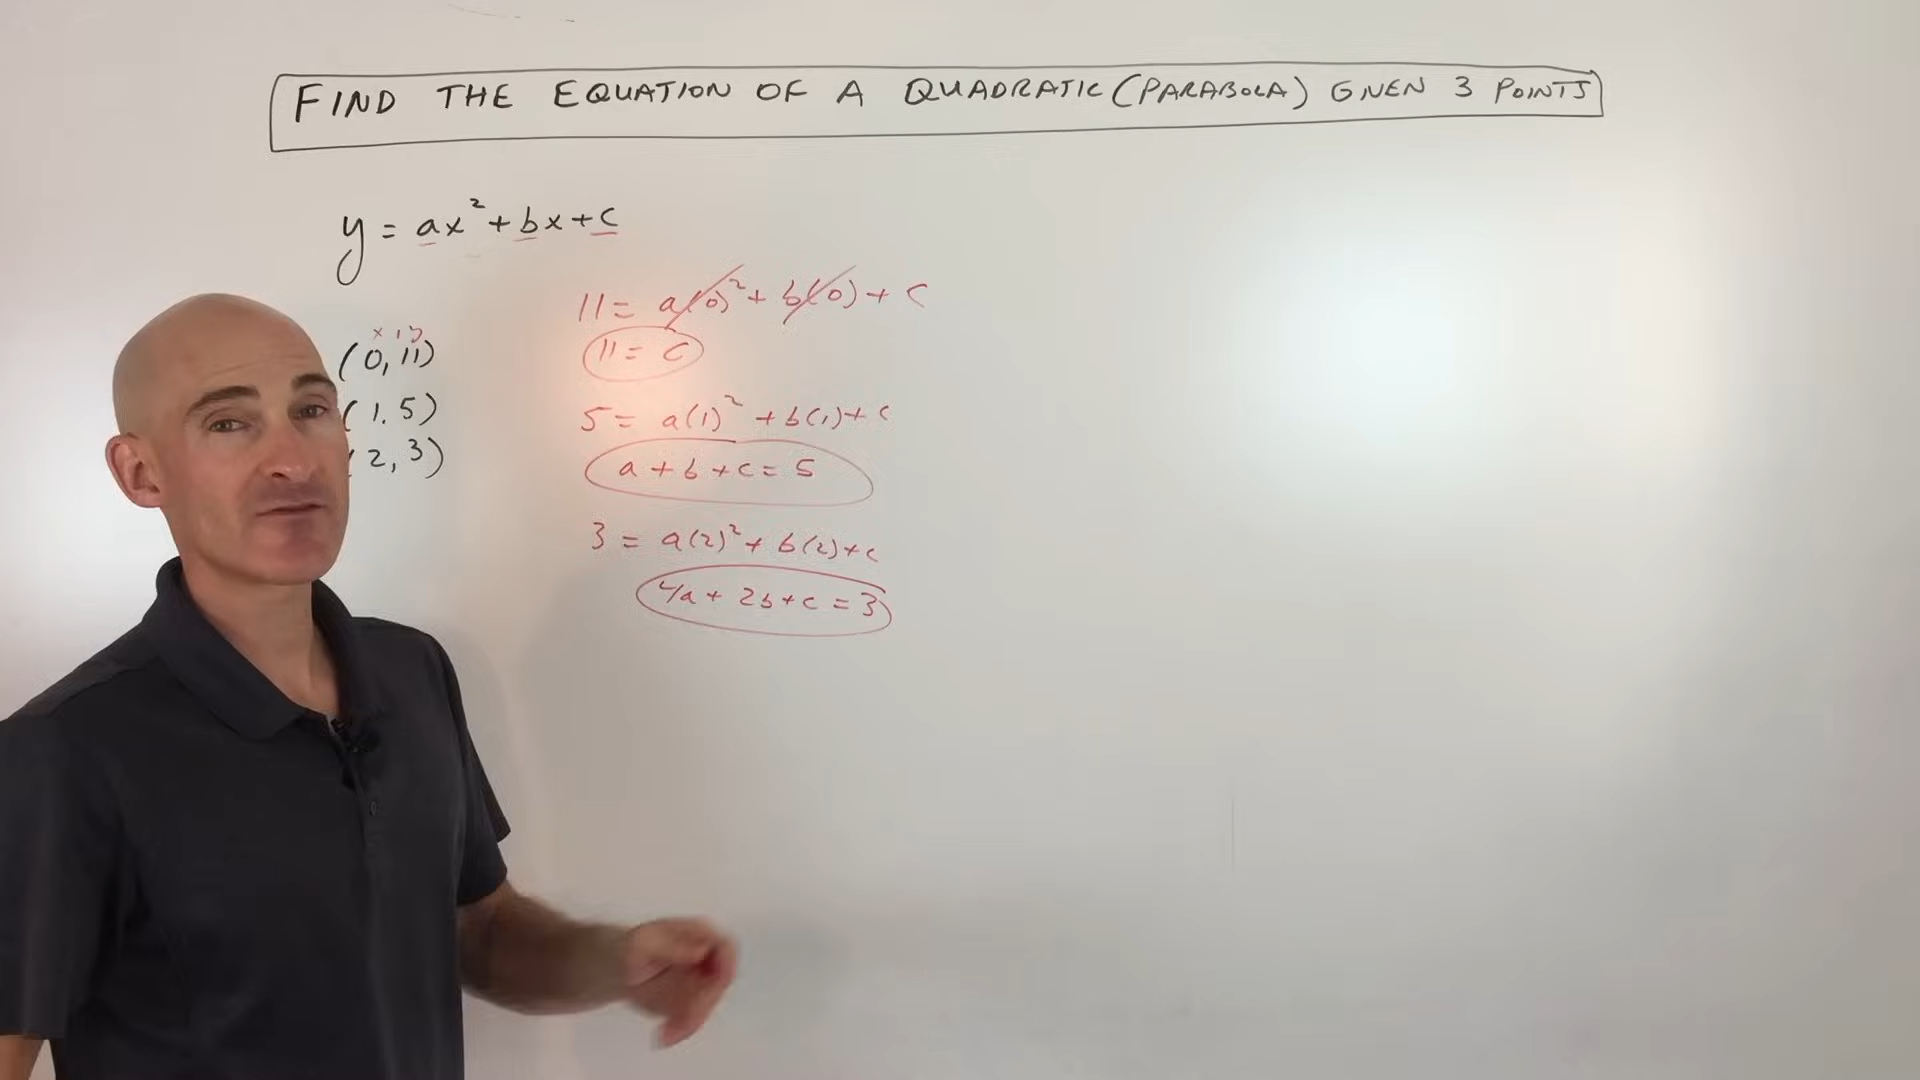 FIND THE EQUATION OF A QUADRATIC (PARABOLA) GIVEN 3 POINTS
y = ax² + bx + c
11 = a(0)² + b(0) + c
x, y
(0, 11)
11 = c
(1, 5)
5 = a(1)² + b(1) + c
(2, 3)
a + b + c = 5
3 = a(2)² + b(2) + c
4a + 2b + c = 3